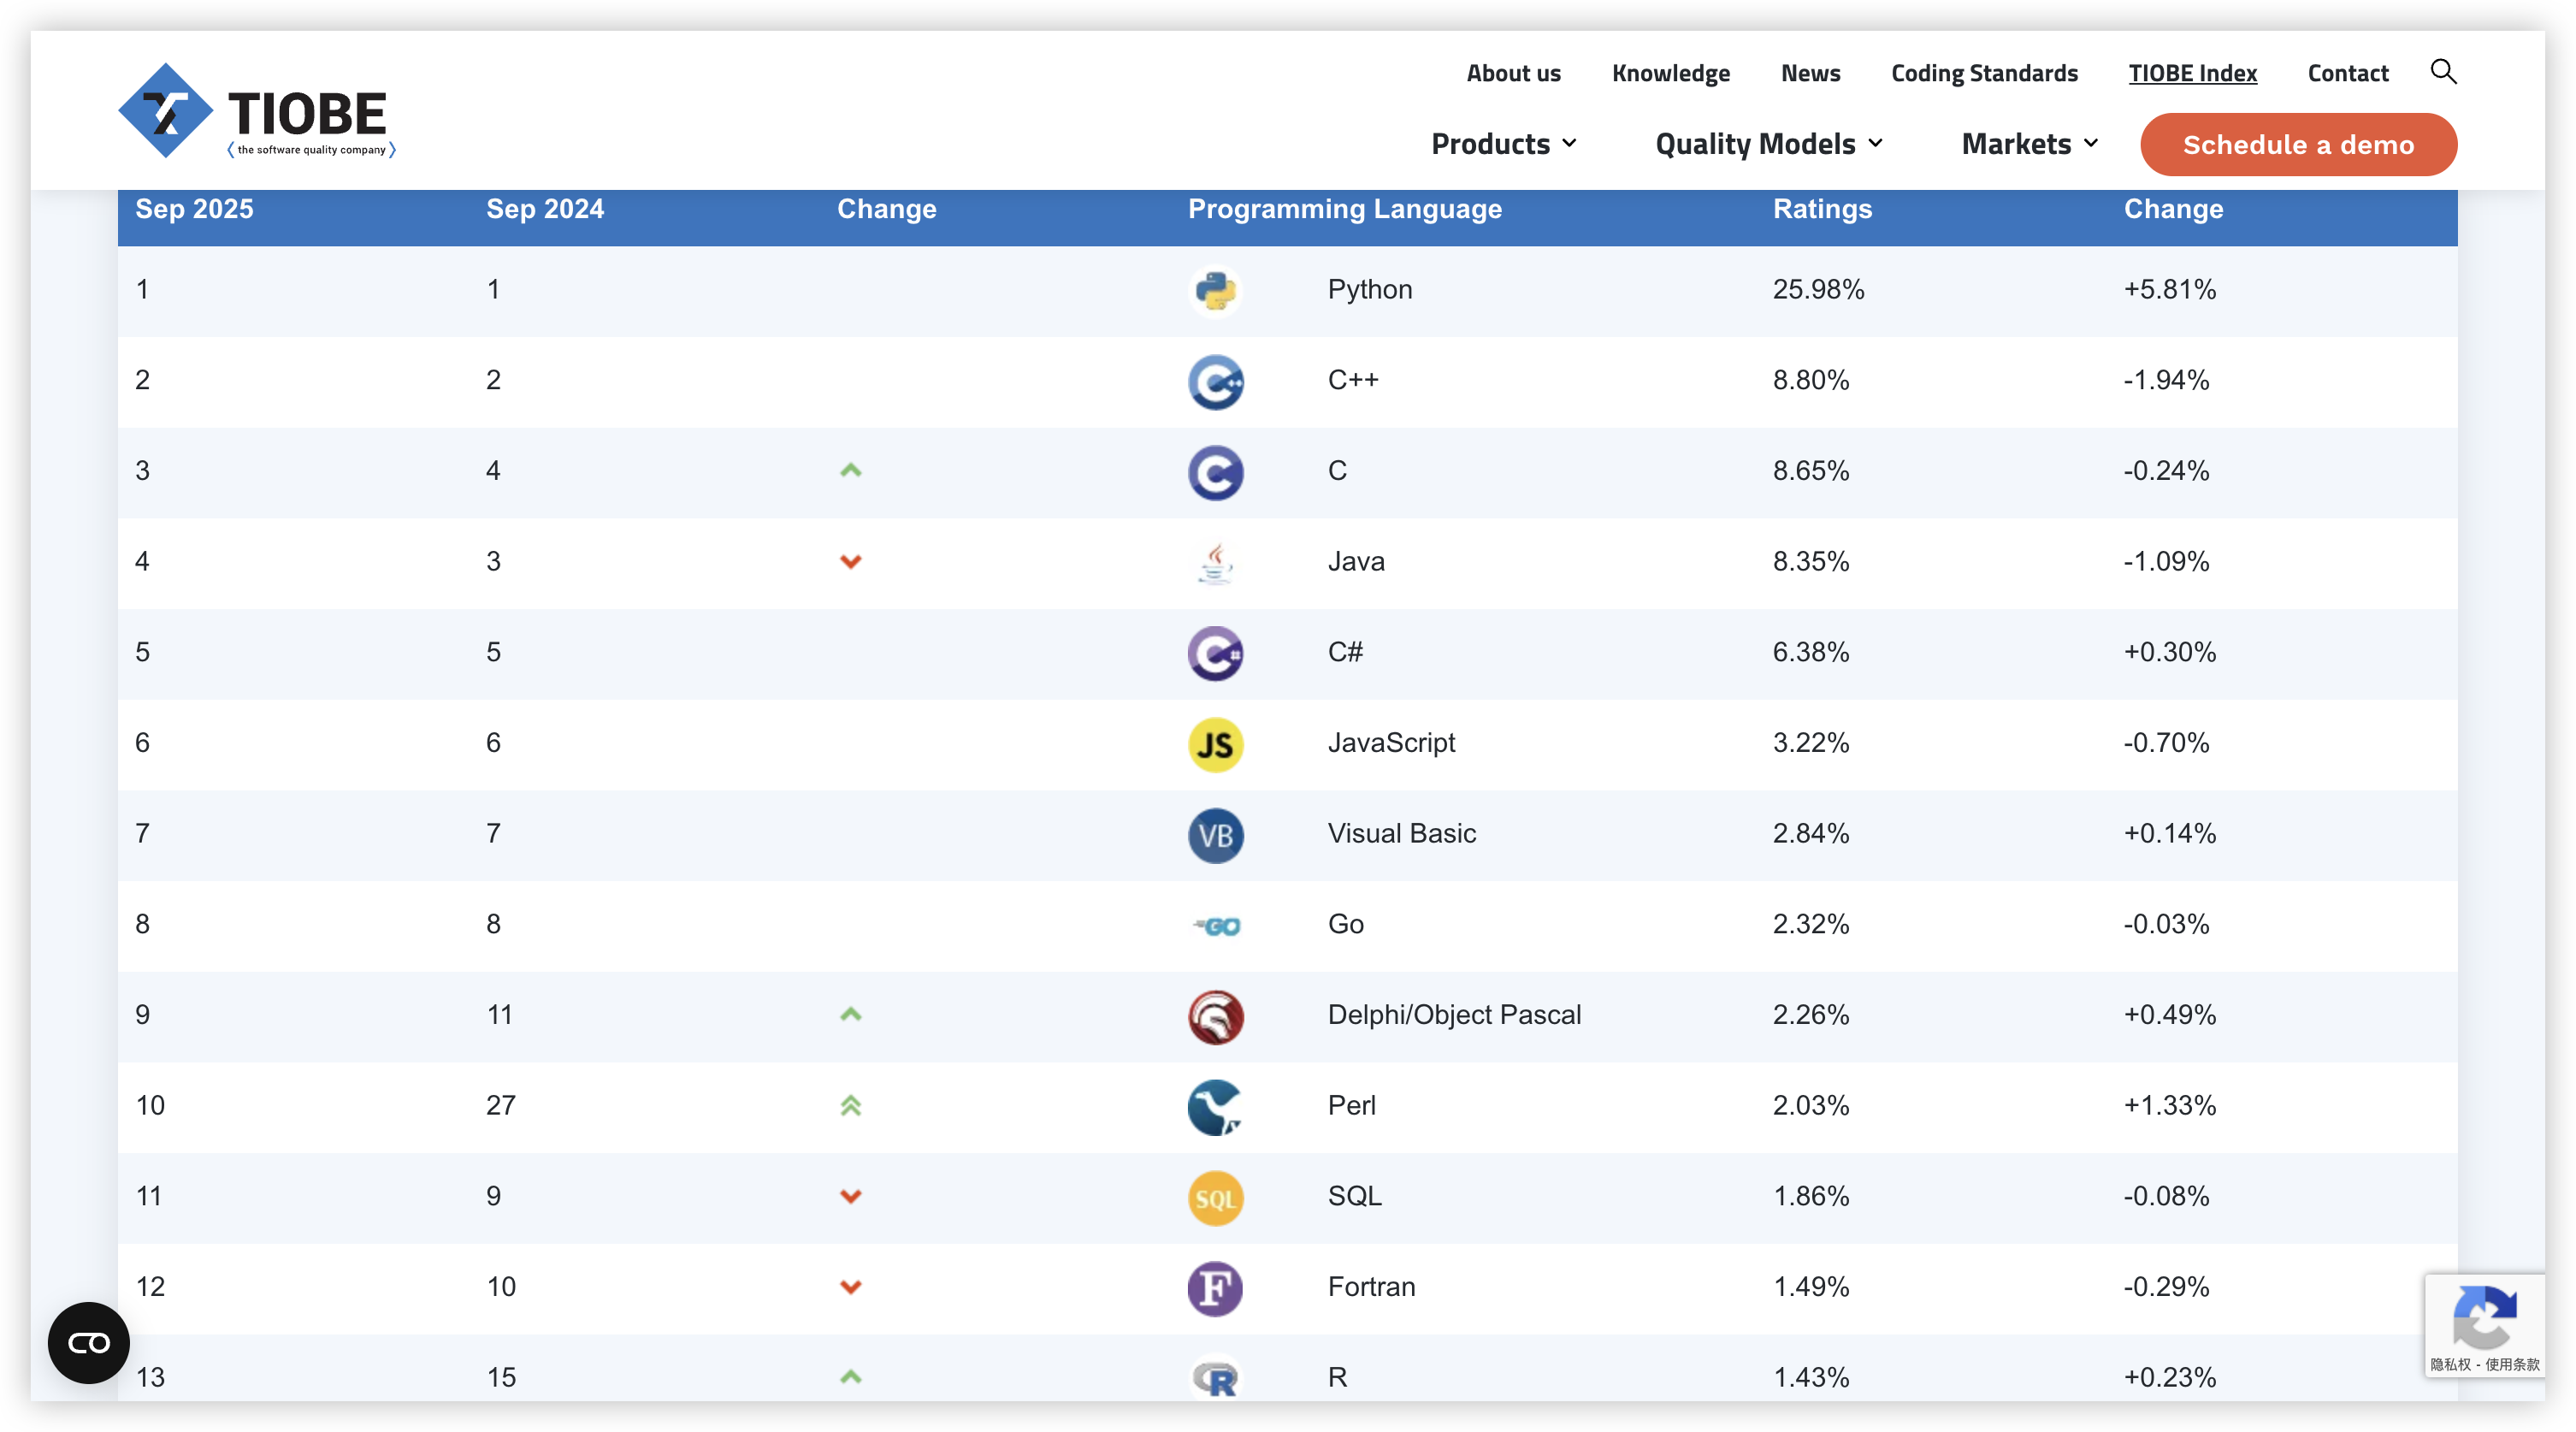 About us Knowledge News Coding Standards TIOBE Index Contact
TIOBE
the software quality company
Products Quality Models Markets Schedule a demo
Sep 2025 Sep 2024 Change Programming Language Ratings Change
1 1 Python 25.98% +5.81%
2 2 C++ 8.80% -1.94%
3 4 C 8.65% -0.24%
4 3 Java 8.35% -1.09%
5 5 C# 6.38% +0.30%
6 6 JS JavaScript 3.22% -0.70%
7 7 VB Visual Basic 2.84% +0.14%
8 8 GO Go 2.32% -0.03%
9 11 Delphi/Object Pascal 2.26% +0.49%
10 27 Perl 2.03% +1.33%
11 9 SQL SQL 1.86% -0.08%
12 10 F Fortran 1.49% -0.29%
13 15 R R 1.43% +0.23%
隐私权 - 使用条款